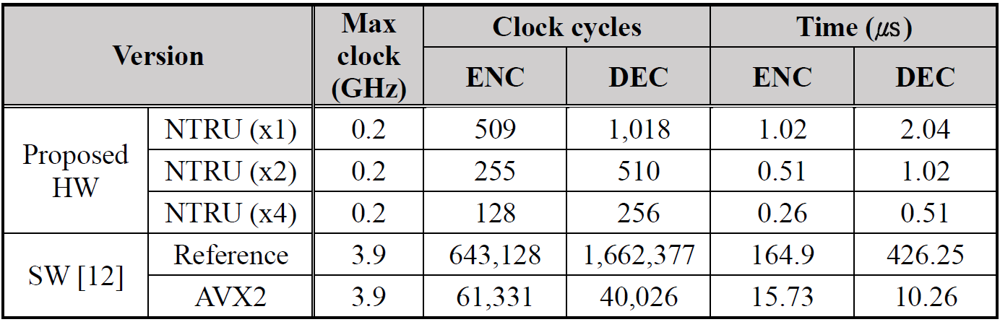 Version Max clock (GHz) Clock cycles Time (㎲)
ENC DEC ENC DEC
Proposed HW NTRU (x1) 0.2 509 1,018 1.02 2.04
NTRU (x2) 0.2 255 510 0.51 1.02
NTRU (x4) 0.2 128 256 0.26 0.51
SW [12] Reference 3.9 643,128 1,662,377 164.9 426.25
AVX2 3.9 61,331 40,026 15.73 10.26